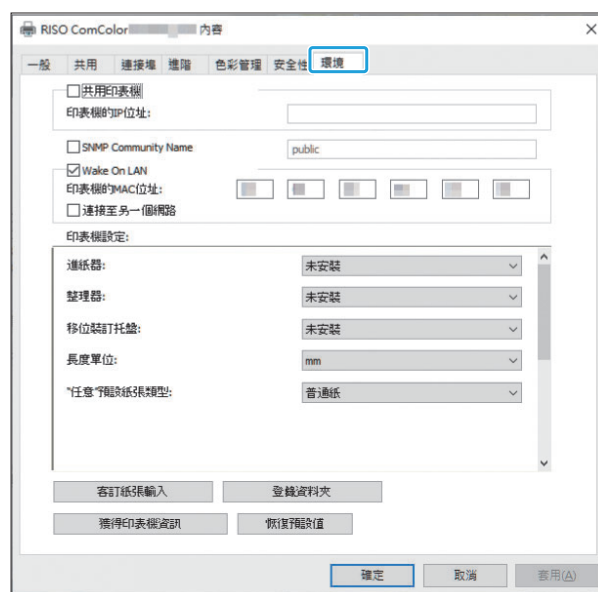 RISO ComColor 內容
一般 共用 連接埠 進階 色彩管理 安全性 環境
共用印表機
印表機的IP位址:
SNMP Community Name public
Wake On LAN
印表機的MAC位址:
連接至另一個網路
印表機設定:
進紙器: 未安裝
整理器: 未安裝
移位裝訂托盤: 未安裝
長度單位: mm
"任意"預設紙張類型: 普通紙
客訂紙張輸入 登錄資料夾
獲得印表機資訊 恢復預設值
確定 取消 套用(A)